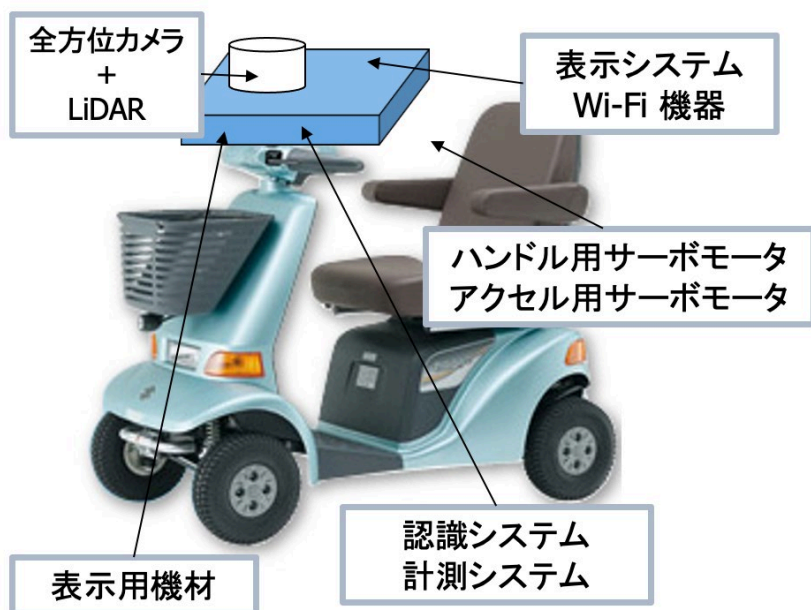 全方位カメラ
+
LiDAR
表示システム
Wi-Fi 機器
ハンドル用サーボモータ
アクセル用サーボモータ
認識システム
計測システム
表示用機材